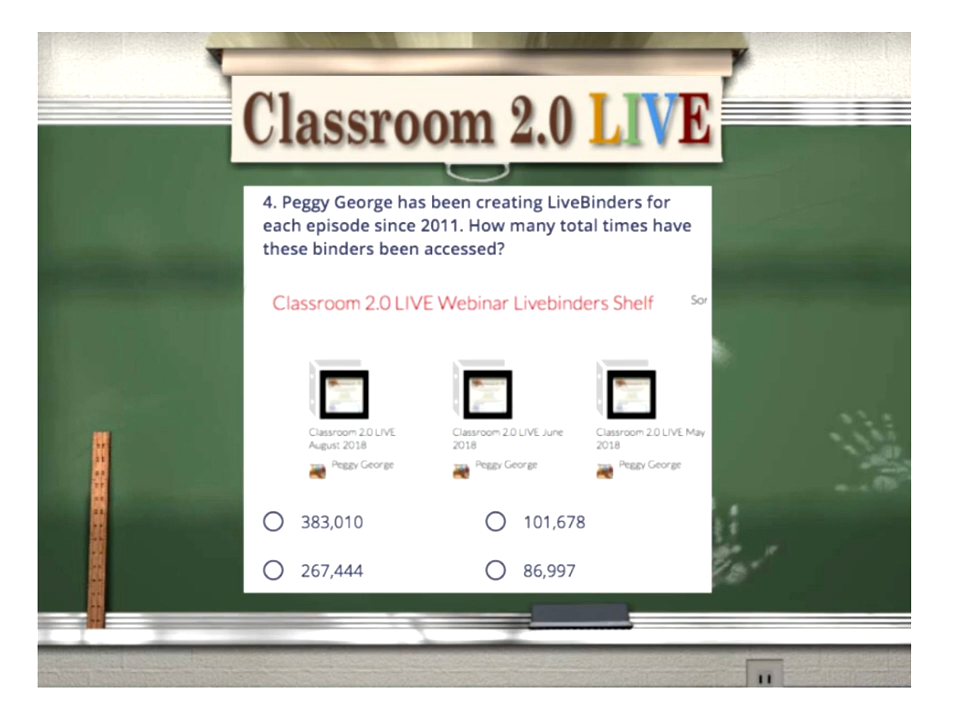 Classroom 2.0 LIVE
4. Peggy George has been creating LiveBinders for
each episode since 2011. How many total times have
these binders been accessed?
Classroom 2.0 LIVE Webinar Livebinders Shelf
Sor
Classroom 2.0 LIVE
August 2018
Peggy George
Classroom 2.0 LIVE June
2018
Peggy George
Classroom 2.0 LIVE May
2018
Peggy George
383,010
101,678
267,444
86,997